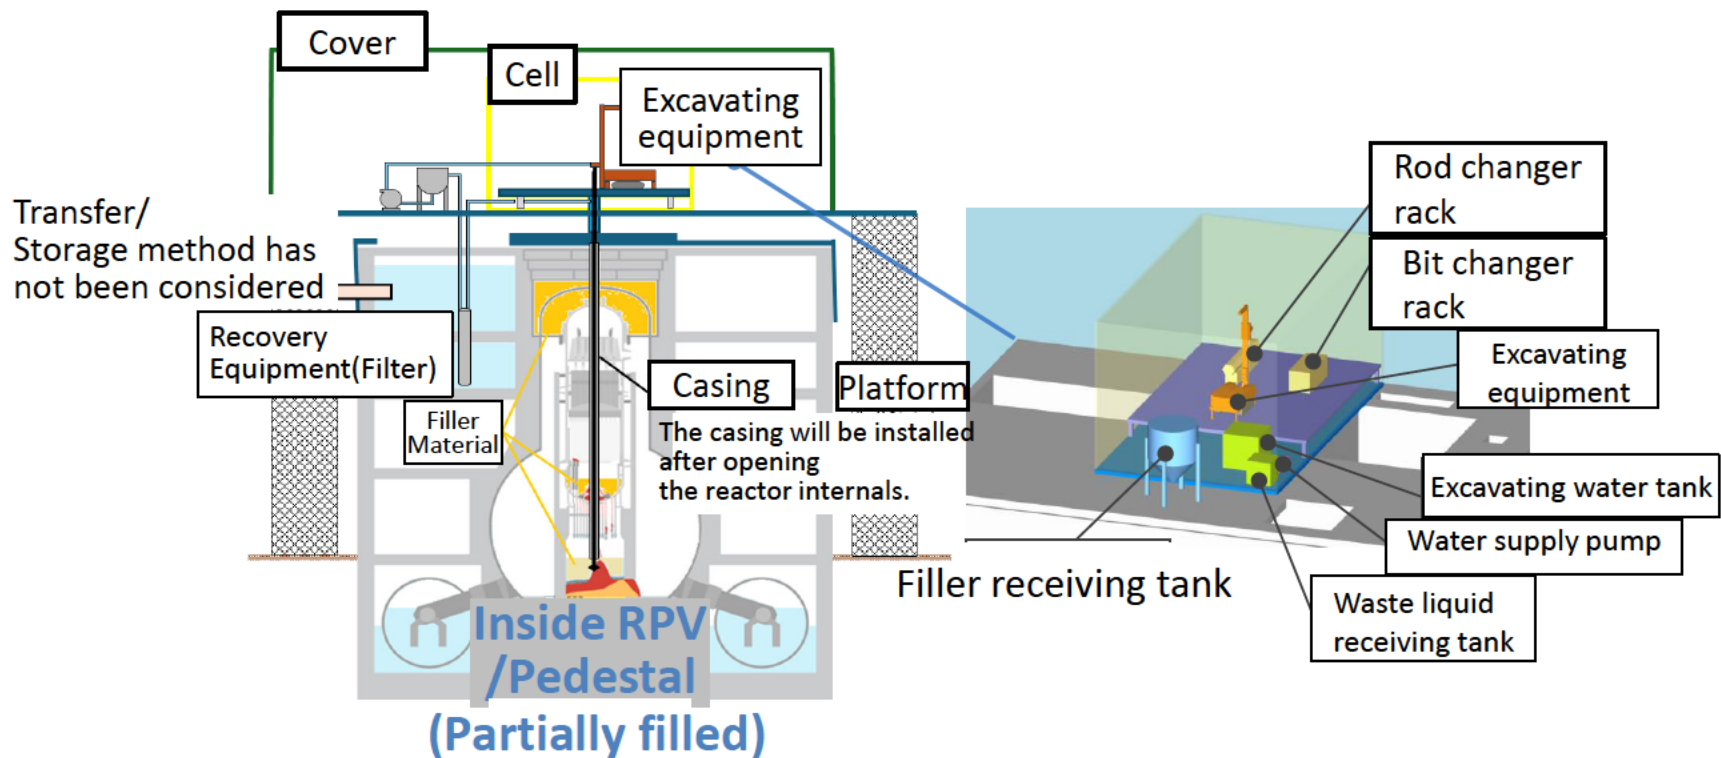 Cover
Cell
Excavating
equipment
Transfer/
Storage method has
not been considered
Recovery
Equipment(Filter)
Filler
Material
Casing
Platform
The casing will be installed
after opening
the reactor internals.
Inside RPV
/Pedestal
(Partially filled)
Rod changer
rack
Bit changer
rack
Excavating
equipment
Excavating water tank
Water supply pump
Waste liquid
receiving tank
Filler receiving tank